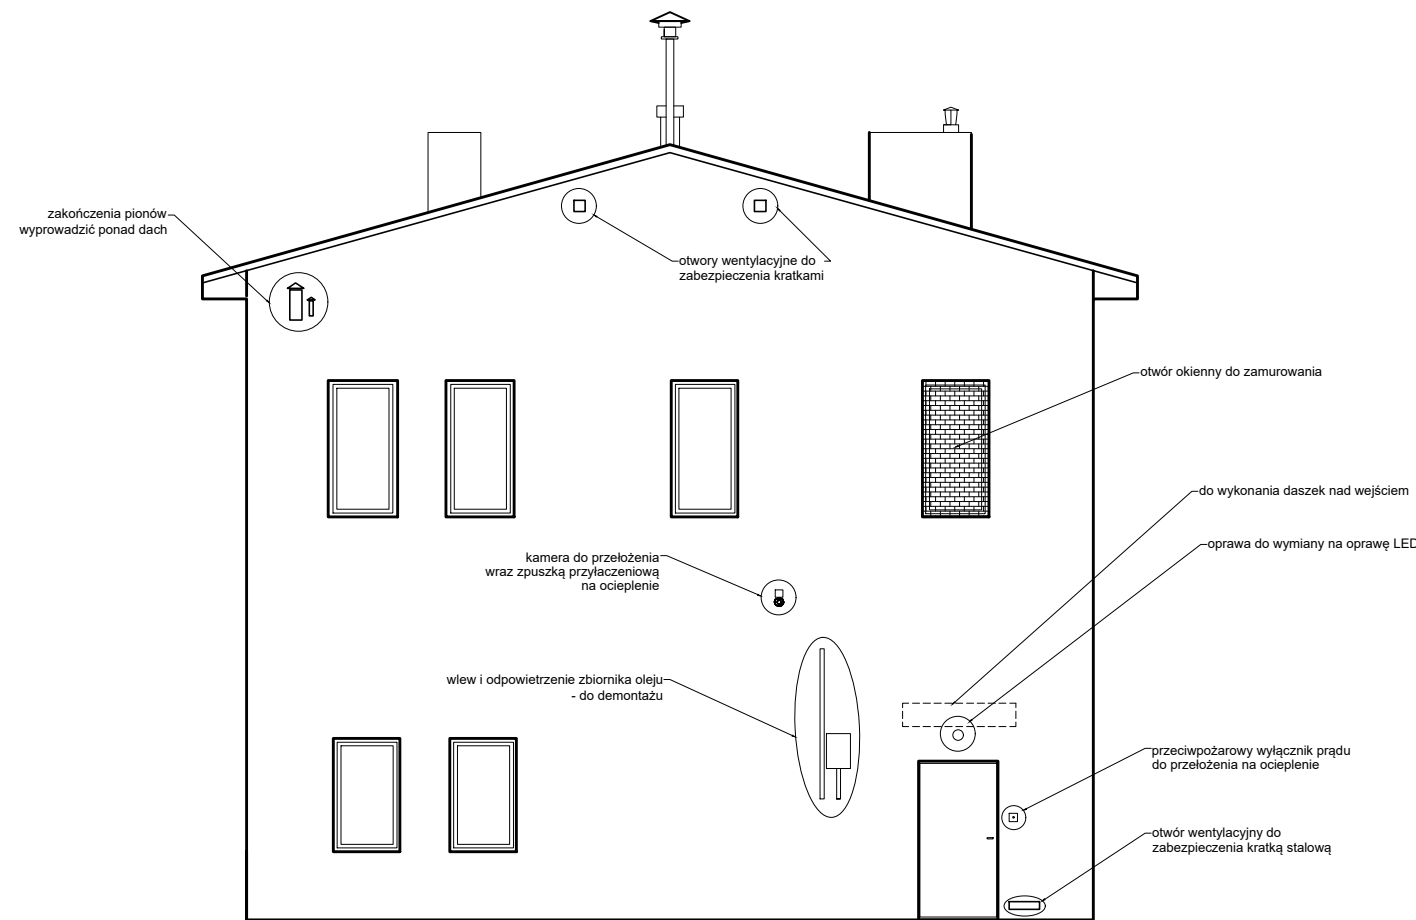 zakończenia pionów
wyprowadzić ponad dach
otwory wentylacyjne do
zabezpieczenia kratkami
otwór okienny do zamurowania
do wykonania daszek nad wejściem
oprawa do wymiany na oprawę LED
kamera do przełożenia
wraz zpuszką przyłaczeniową
na ocieplenie
wlew i odpowietrzenie zbiornika oleju
- do demontażu
przeciwpożarowy wyłącznik prądu
do przełożenia na ocieplenie
otwór wentylacyjny do
zabezpieczenia kratką stalową